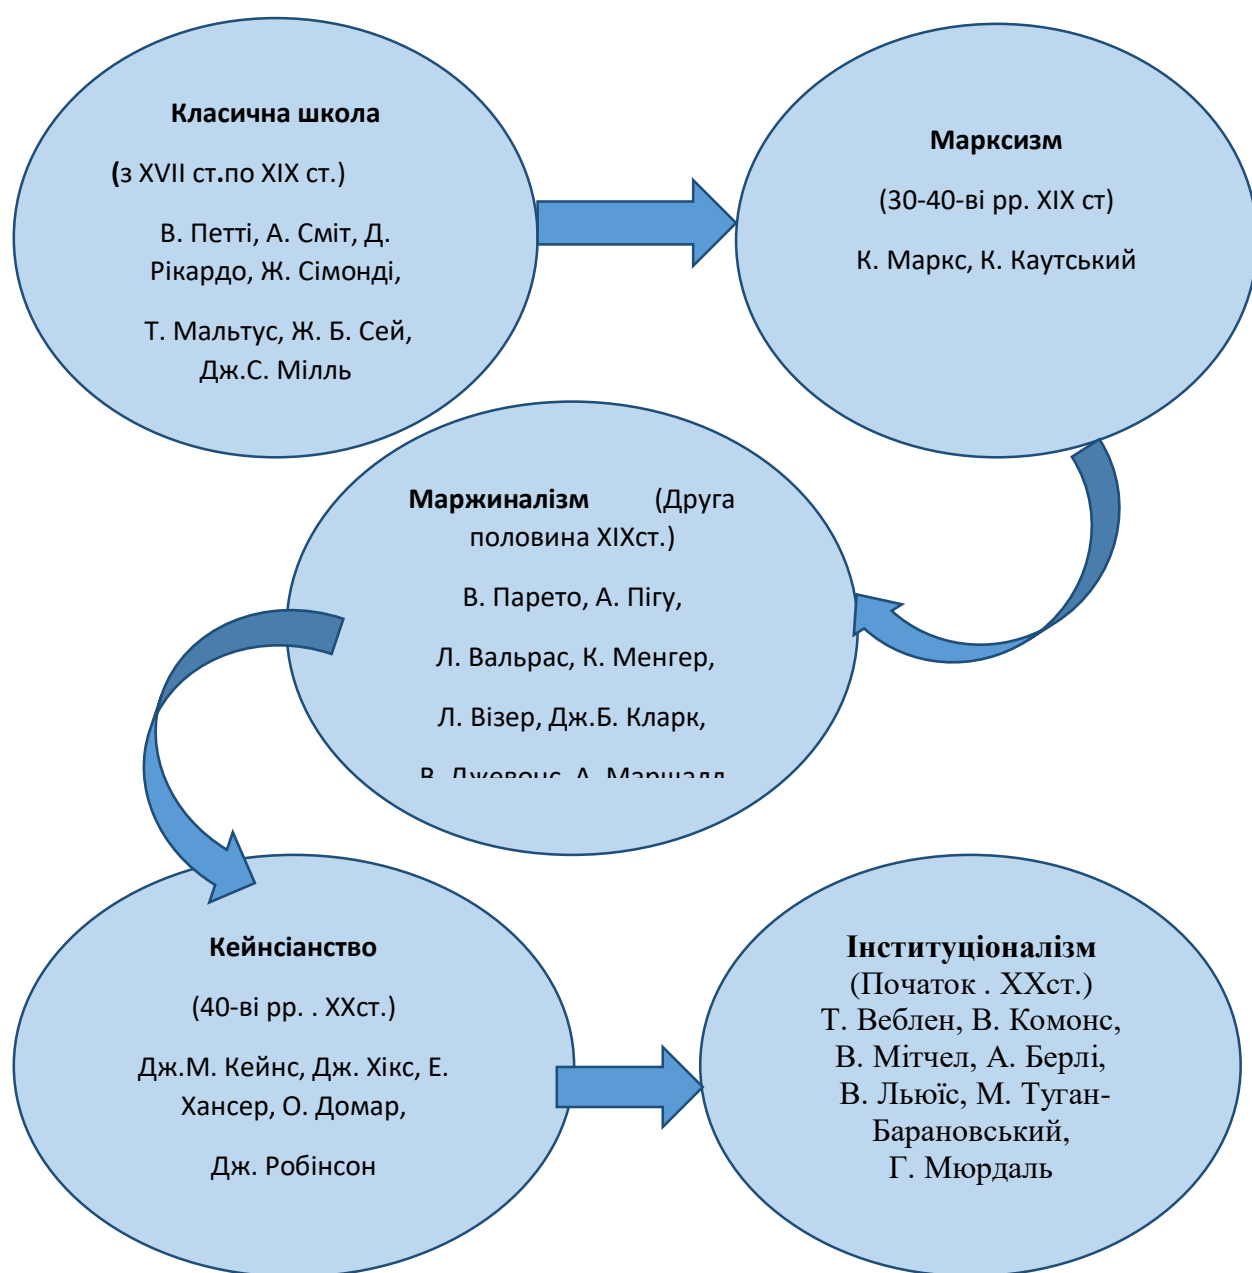 Класична школа
(з XVII ст.по XIX ст.)
В. Петті, А. Сміт, Д.
Рікардо, Ж. Сімонді,
Т. Мальтус, Ж. Б. Сей,
Дж.С. Мілль
Марксизм
(30-40-ві рр. XIX ст)
К. Маркс, К. Каутський
Маржиналізм (Друга
половина XIXст.)
В. Парето, А. Пігу,
Л. Вальрас, К. Менгер,
Л. Візер, Дж.Б. Кларк,
В. Джевонс, А. Маршалл
Кейнсіанство
(40-ві рр. . XXст.)
Дж.М. Кейнс, Дж. Хікс, Е.
Хансер, О. Домар,
Дж. Робінсон
Інституціоналізм
(Початок . XXст.)
Т. Веблен, В. Комонс,
В. Мітчел, А. Берлі,
В. Льюїс, М. Туган-
Барановський,
Г. Мюрдаль